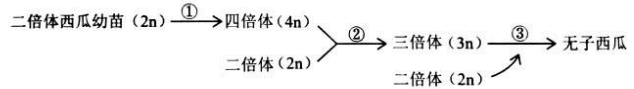 二倍体西瓜幼苗（2n） ① 四倍体（4n）
② 三倍体（3n） ③ 无子西瓜
二倍体（2n） 二倍体（2n）